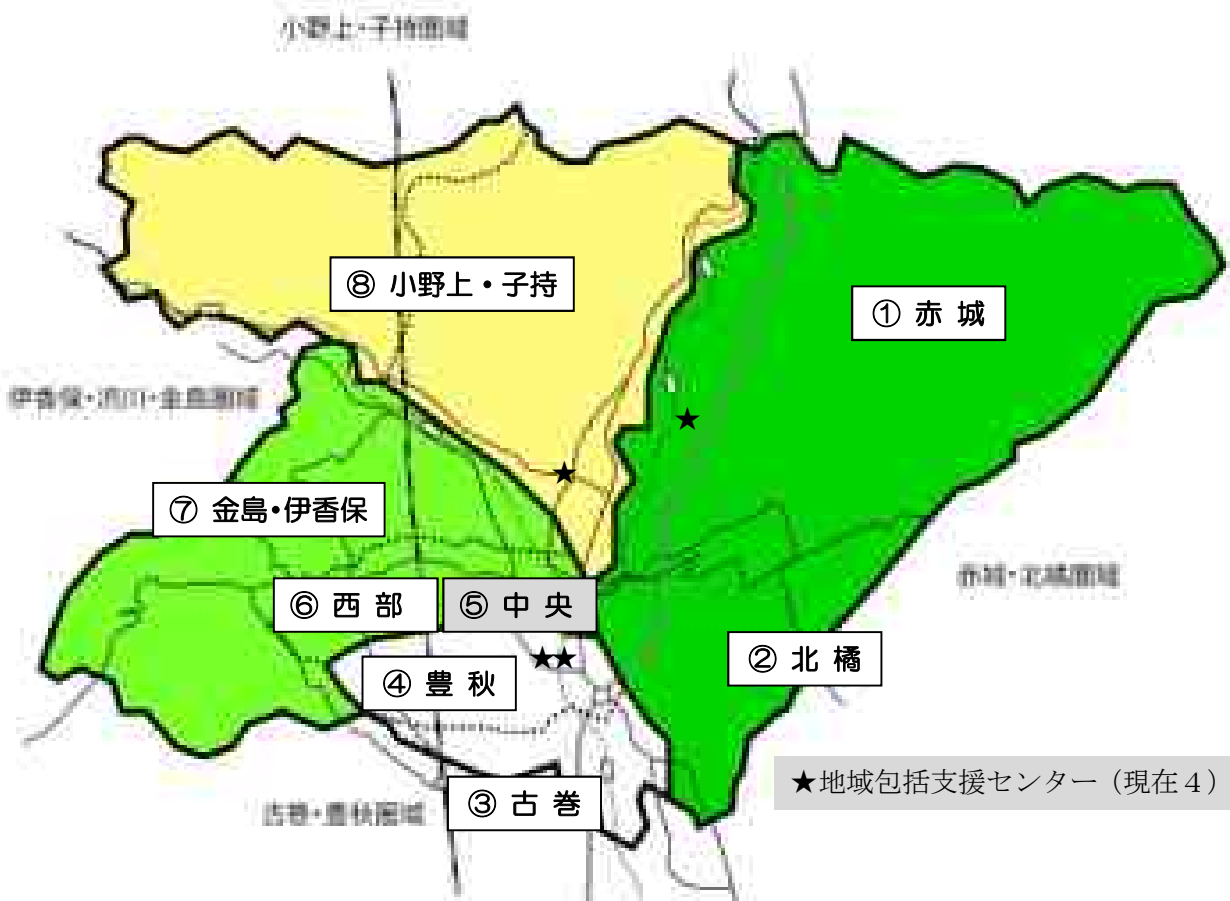 小野上・子持圏域
⑧ 小野上・子持
① 赤 城
伊香保・渋川・金島圏域
⑦ 金島・伊香保
赤城・北橘圏域
⑥ 西 部
⑤ 中 央
② 北 橘
④ 豊 秋
★地域包括支援センター（現在４）
③ 古 巻
古巻・豊秋圏域